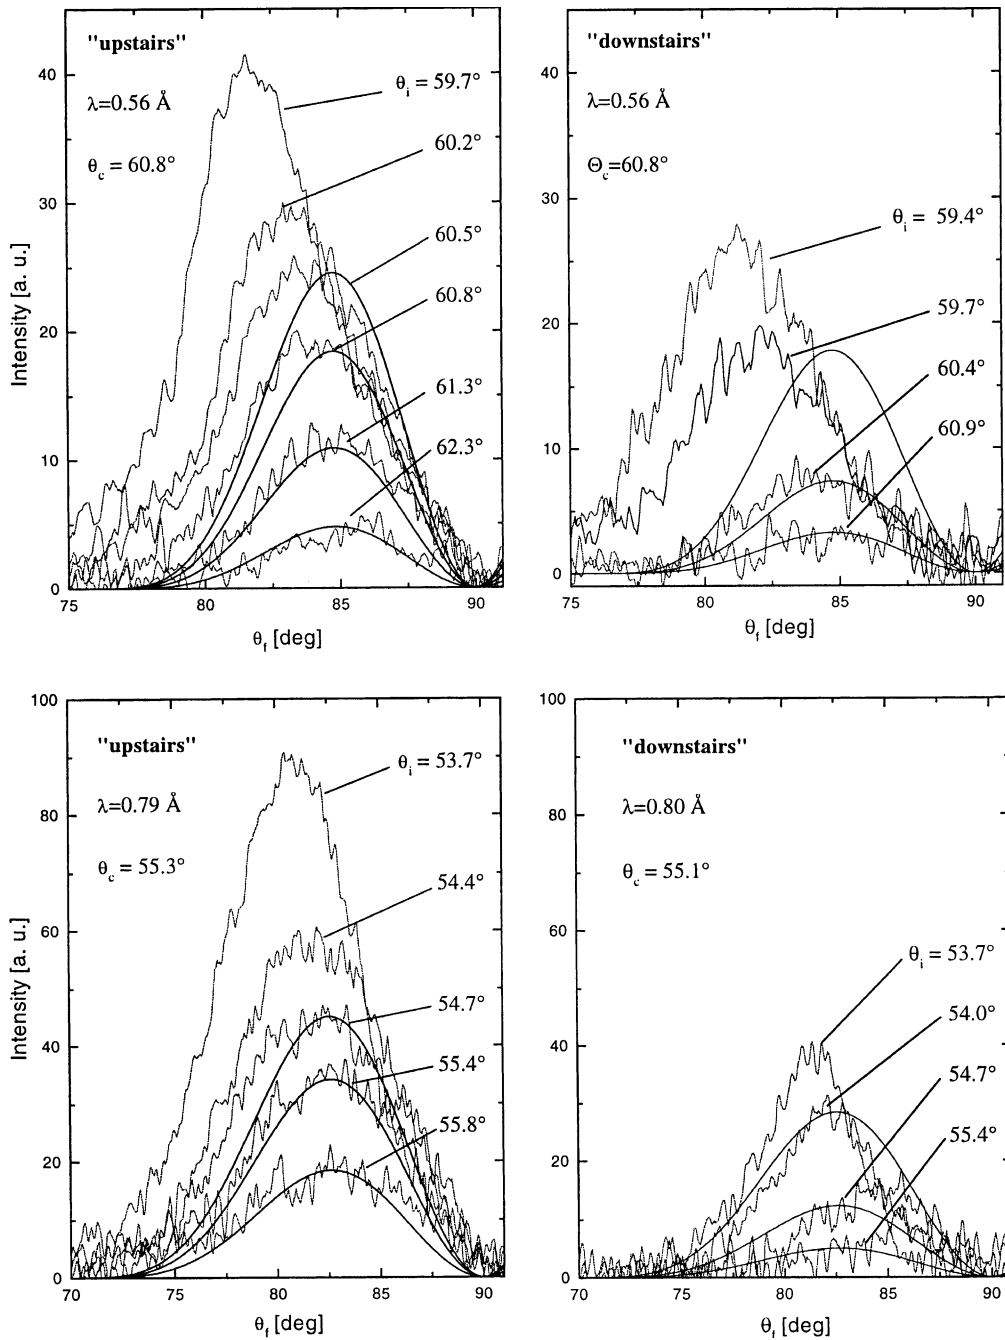 "upstairs"
λ=0.56 Å
θc = 60.8°
θi = 59.7°
60.2°
60.5°
60.8°
61.3°
62.3°
40
30
20
10
0
Intensity [a. u.]
75 80 85 90
θf [deg]
"downstairs"
λ=0.56 Å
Θc=60.8°
θi = 59.4°
59.7°
60.4°
60.9°
40
30
20
10
0
75 80 85 90
θf [deg]
"upstairs"
λ=0.79 Å
θc = 55.3°
θi = 53.7°
54.4°
54.7°
55.4°
55.8°
100
80
60
40
20
0
Intensity [a. u.]
70 75 80 85 90
θf [deg]
"downstairs"
λ=0.80 Å
θc = 55.1°
θi = 53.7°
54.0°
54.7°
55.4°
100
80
60
40
20
0
70 75 80 85 90
θf [deg]